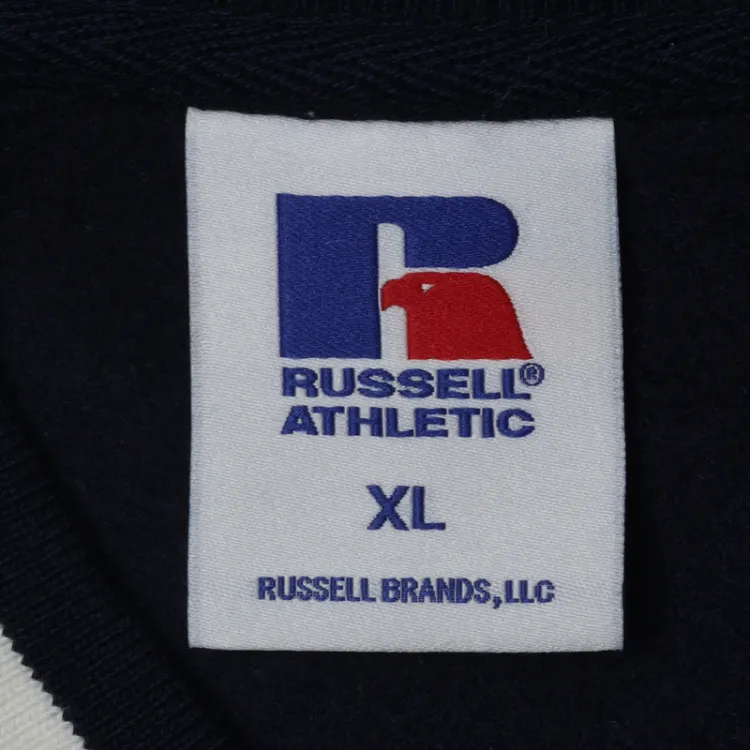 RUSSELL®
ATHLETIC
XL
RUSSELL BRANDS, LLC